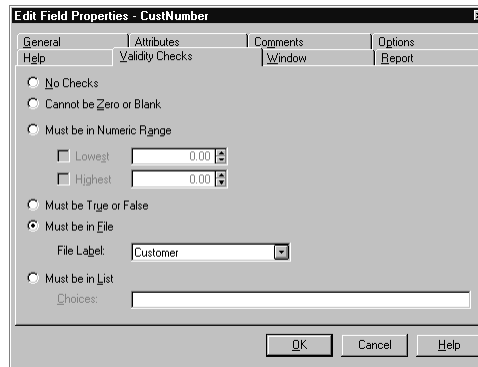 Edit Field Properties - CustNumber
General Attributes Comments Options
Help Validity Checks Window Report
No Checks
Cannot be Zero or Blank
Must be in Numeric Range
Lowest 0.00
Highest 0.00
Must be True or False
Must be in File
File Label: Customer
Must be in List
Choices:
OK Cancel Help